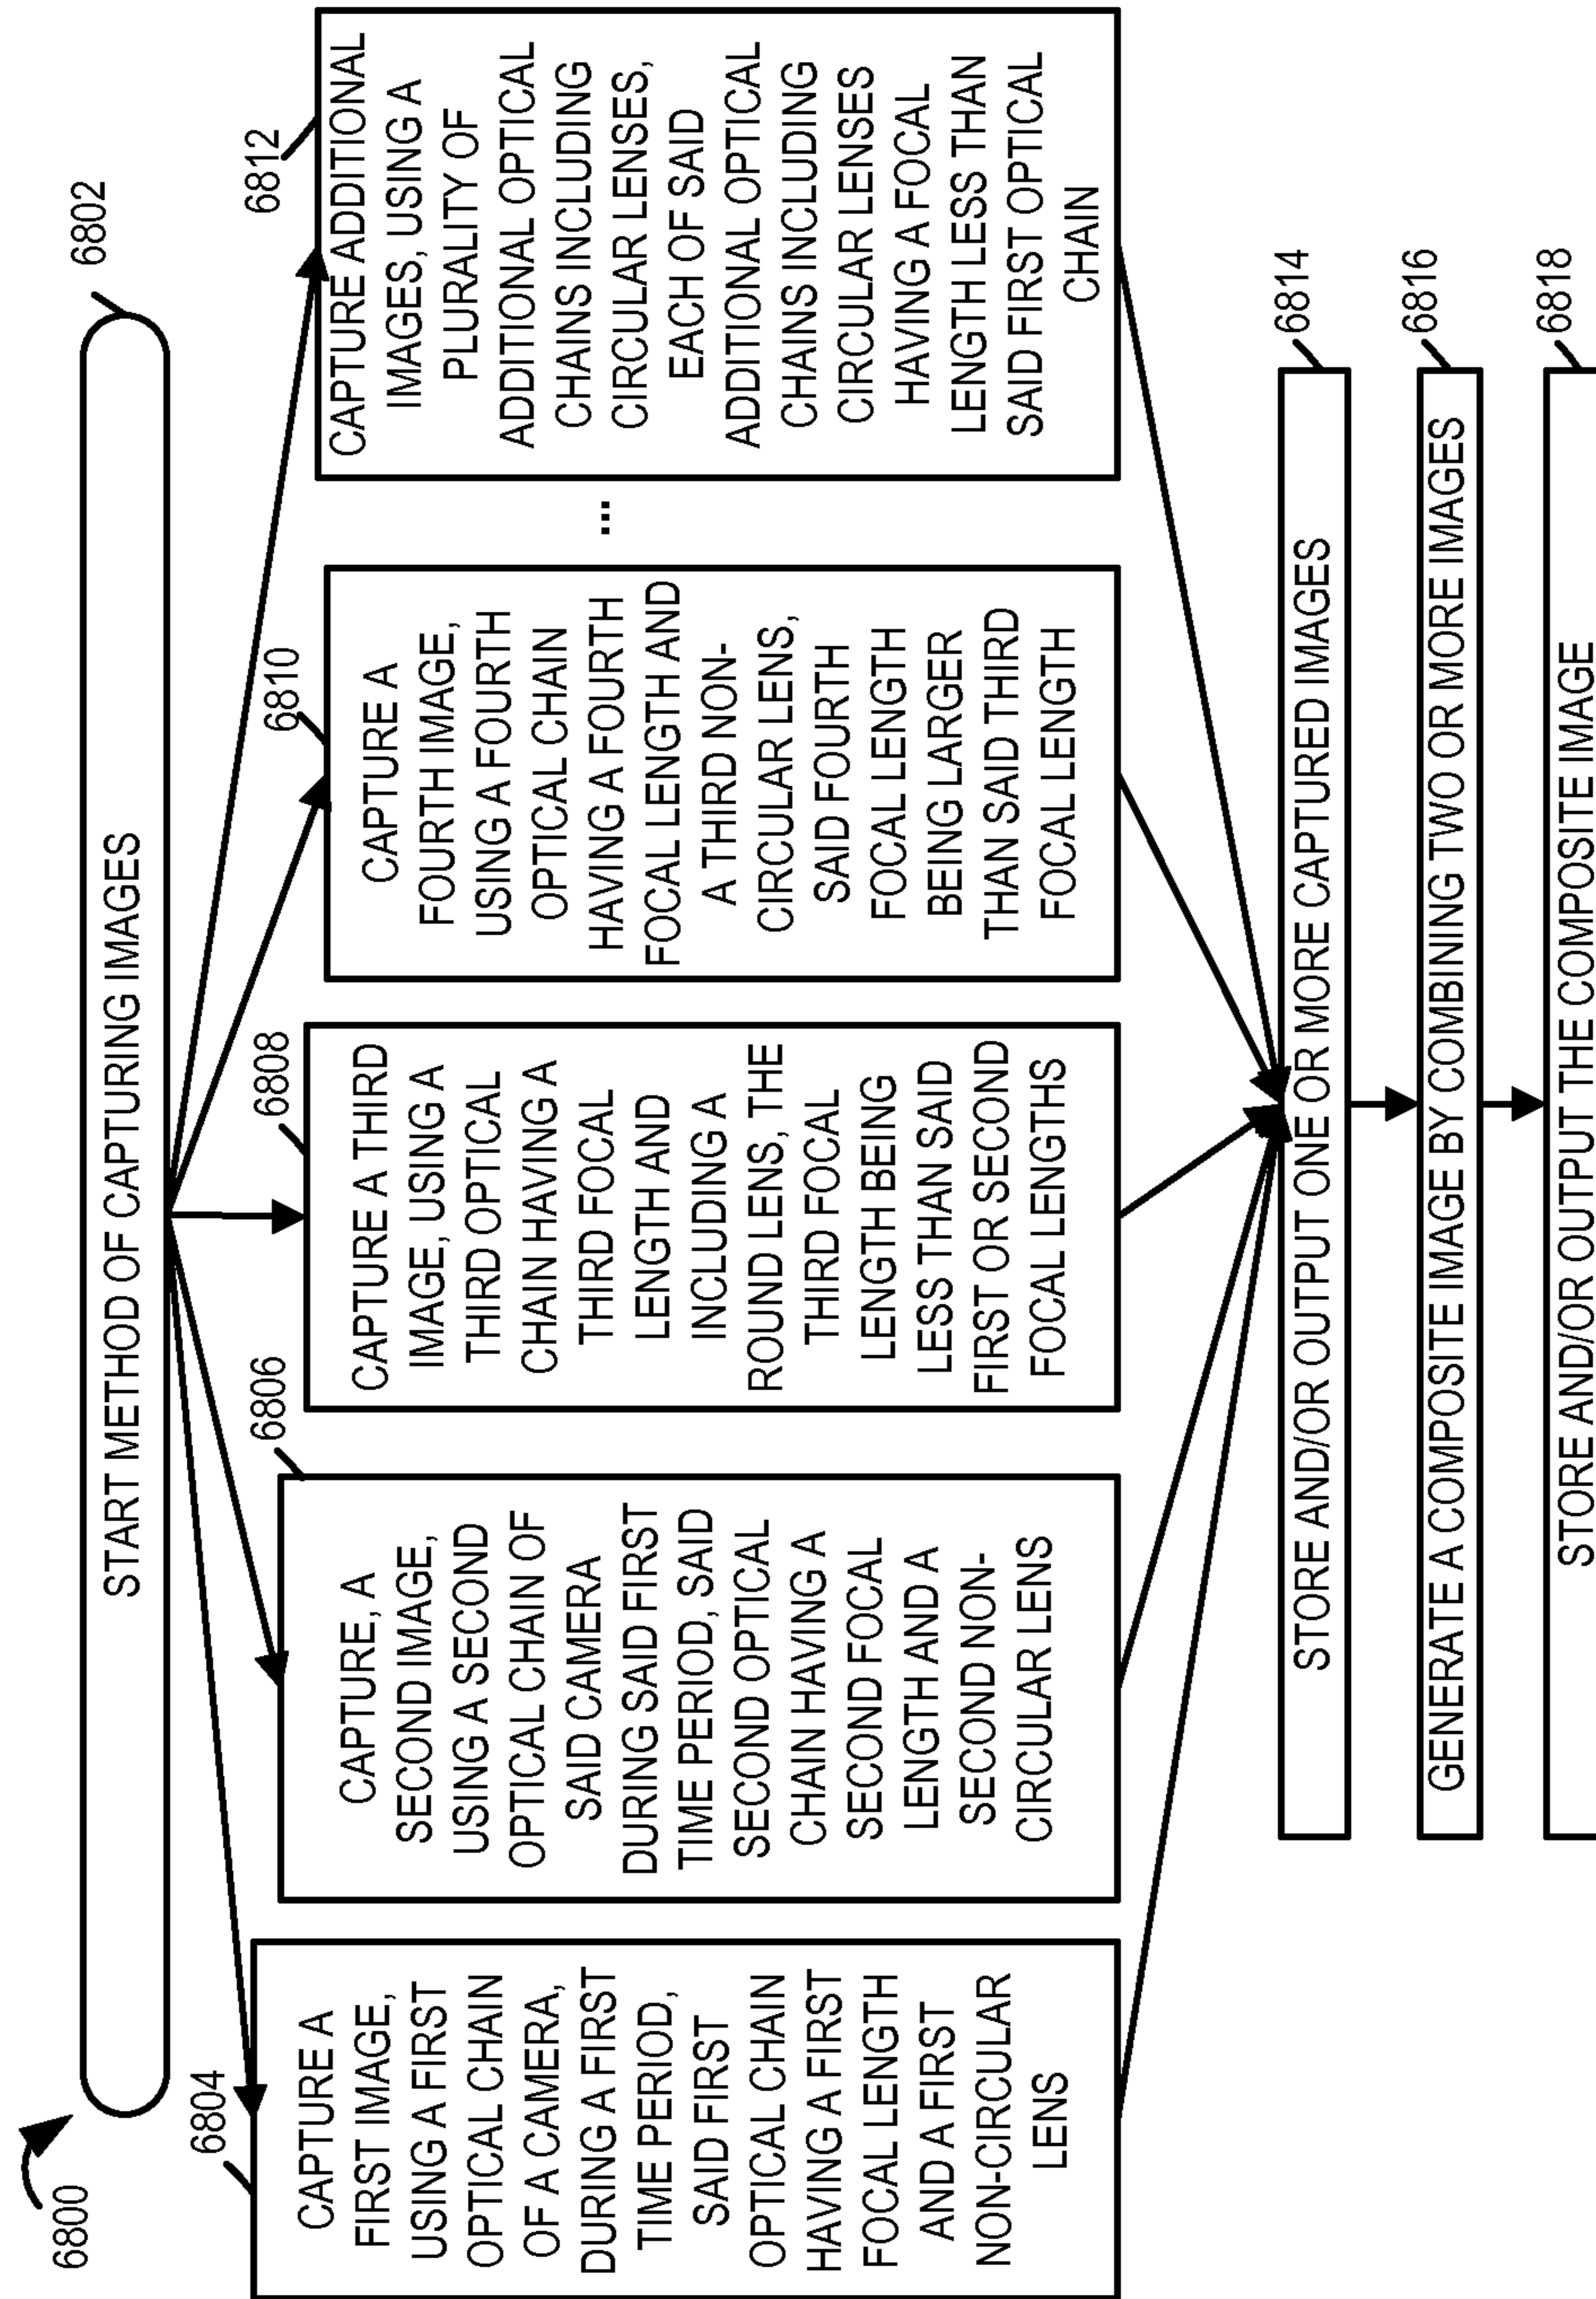 6800
6802
START METHOD OF CAPTURING IMAGES
6804
CAPTURE A
FIRST IMAGE,
USING A FIRST
OPTICAL CHAIN
OF A CAMERA,
DURING A FIRST
TIME PERIOD,
SAID FIRST
OPTICAL CHAIN
HAVING A FIRST
FOCAL LENGTH
AND A FIRST
NON-CIRCULAR
LENS
6806
CAPTURE, A
SECOND IMAGE,
USING A SECOND
OPTICAL CHAIN OF
SAID CAMERA
DURING SAID FIRST
TIME PERIOD, SAID
SECOND OPTICAL
CHAIN HAVING A
SECOND FOCAL
LENGTH AND A
SECOND NON-
CIRCULAR LENS
6808
CAPTURE A THIRD
IMAGE, USING A
THIRD OPTICAL
CHAIN HAVING A
THIRD FOCAL
LENGTH AND
INCLUDING A
ROUND LENS, THE
THIRD FOCAL
LENGTH BEING
LESS THAN SAID
FIRST OR SECOND
FOCAL LENGTHS
6810
CAPTURE A
FOURTH IMAGE,
USING A FOURTH
OPTICAL CHAIN
HAVING A FOURTH
FOCAL LENGTH AND
A THIRD NON-
CIRCULAR LENS,
SAID FOURTH
FOCAL LENGTH
BEING LARGER
THAN SAID THIRD
FOCAL LENGTH
...
6812
CAPTURE ADDITIONAL
IMAGES, USING A
PLURALITY OF
ADDITIONAL OPTICAL
CHAINS INCLUDING
CIRCULAR LENSES,
EACH OF SAID
ADDITIONAL OPTICAL
CHAINS INCLUDING
CIRCULAR LENSES
HAVING A FOCAL
LENGTH LESS THAN
SAID FIRST OPTICAL
CHAIN
6814
STORE AND/OR OUTPUT ONE OR MORE CAPTURED IMAGES
6816
GENERATE A COMPOSITE IMAGE BY COMBINING TWO OR MORE IMAGES
6818
STORE AND/OR OUTPUT THE COMPOSITE IMAGE